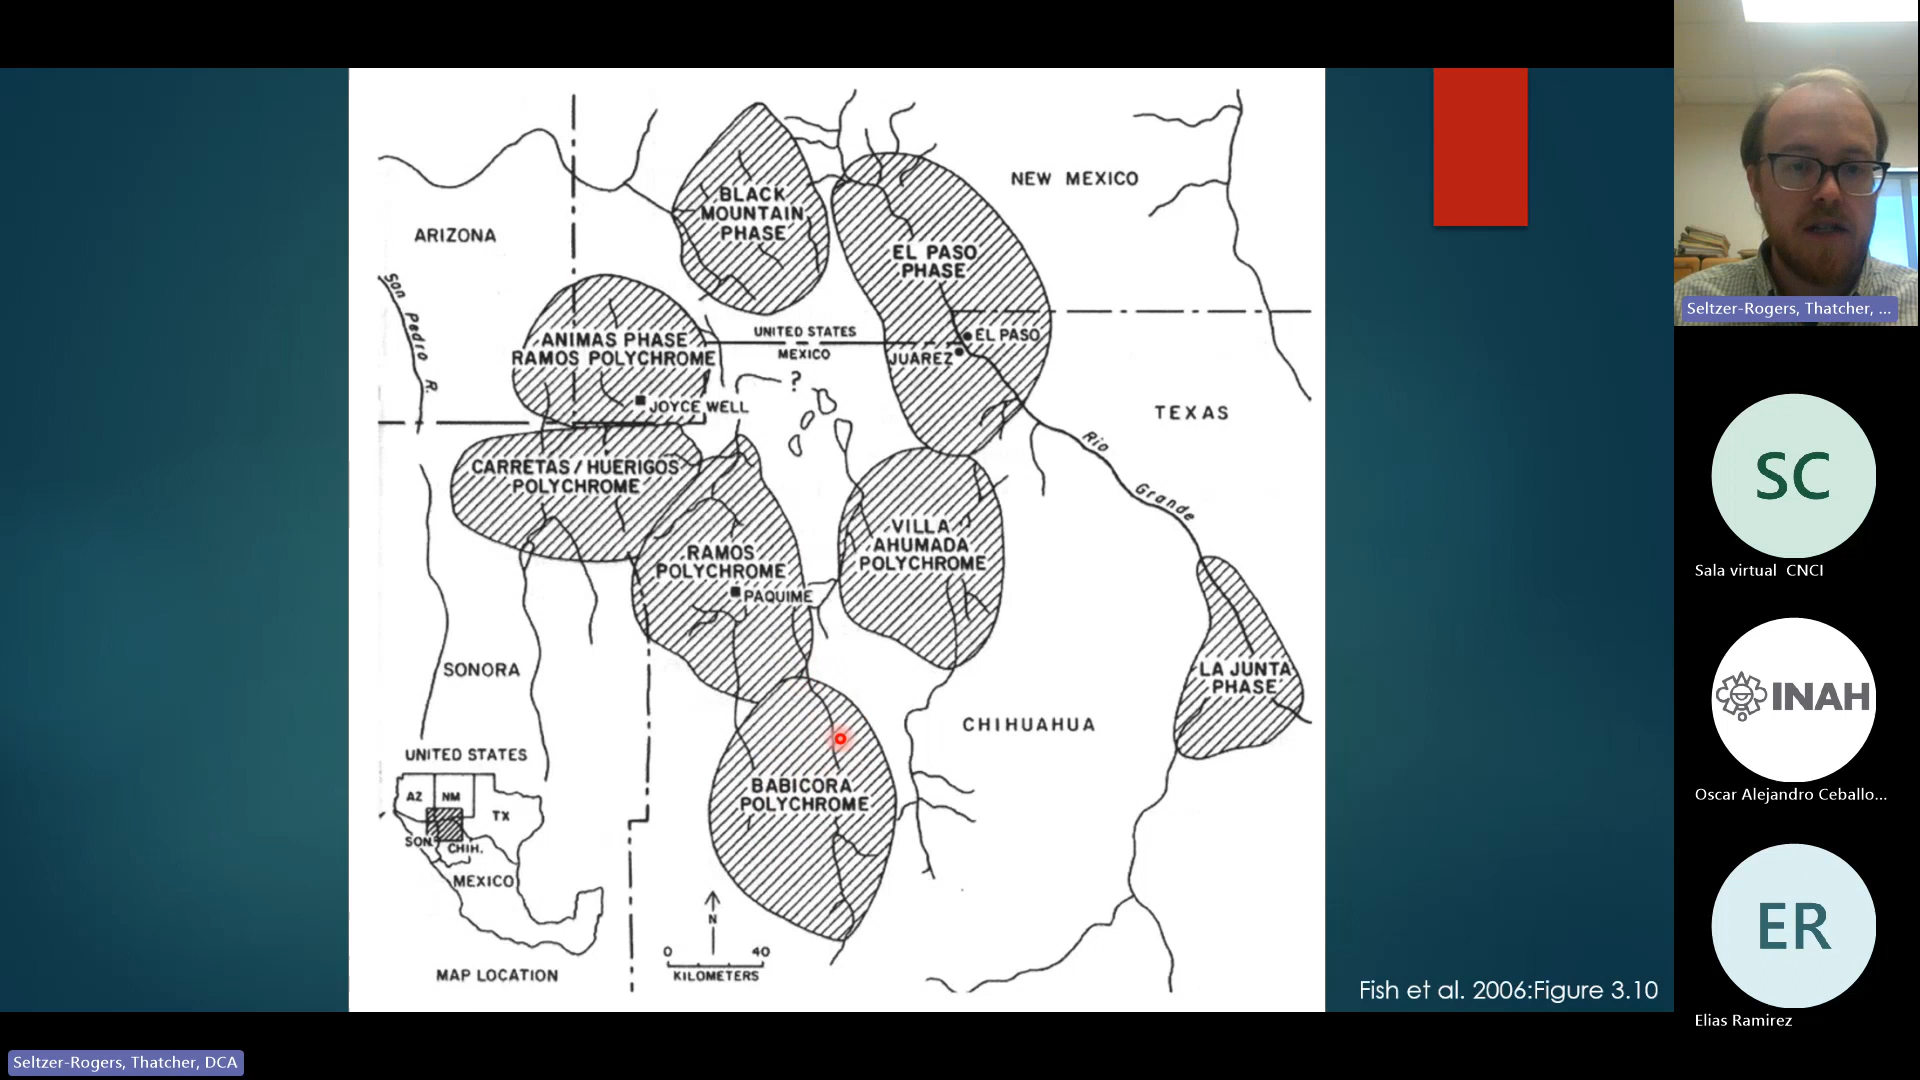 NEW MEXICO
BLACK
MOUNTAIN
PHASE
ARIZONA
EL PASO
PHASE
San Pedro R.
ANIMAS PHASE
RAMOS POLYCHROME
UNITED STATES
MEXICO
EL PASO
JUAREZ
?
JOYCE WELL
TEXAS
Rio Grande
CARRETAS / HUERIGOS
POLYCHROME
VILLA
AHUMADA
POLYCHROME
RAMOS
POLYCHROME
PAQUIME
SONORA
LA JUNTA
PHASE
CHIHUAHUA
UNITED STATES
AZ
NM
TX
SON.
CHIH.
MEXICO
MAP LOCATION
BABICORA
POLYCHROME
N
0 40
KILOMETERS
Fish et al. 2006:Figure 3.10
Seltzer-Rogers, Thatcher, ...
SC
Sala virtual CNCI
INAH
Oscar Alejandro Ceballo...
ER
Elias Ramirez
Seltzer-Rogers, Thatcher, DCA